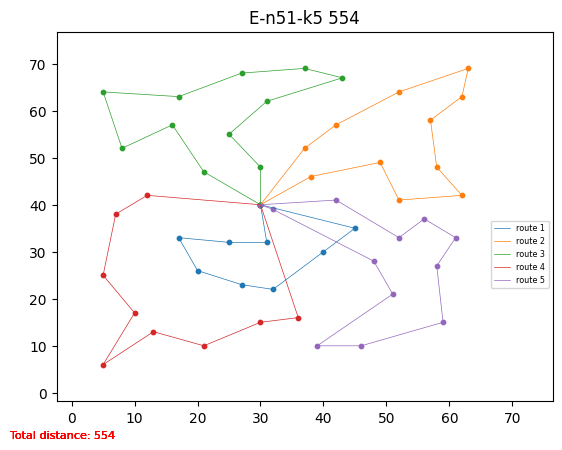 E-n51-k5 554
70
60
50
40
30
20
10
0
route 1
route 2
route 3
route 4
route 5
0 10 20 30 40 50 60 70
Total distance: 554